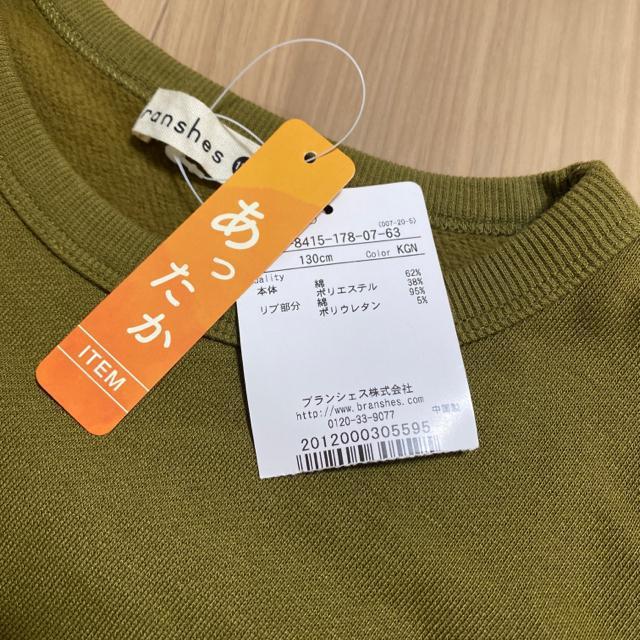 branshes
あったか
ITEM
(007-20-5)
-8415-178-07-63
130cm Color KGN
uality
本体 綿 62%
ポリエステル 38%
リブ部分 綿 95%
ポリウレタン 5%
ブランシェス株式会社
http://www.branshes.com
0120-33-9077 中国製
2012000305595